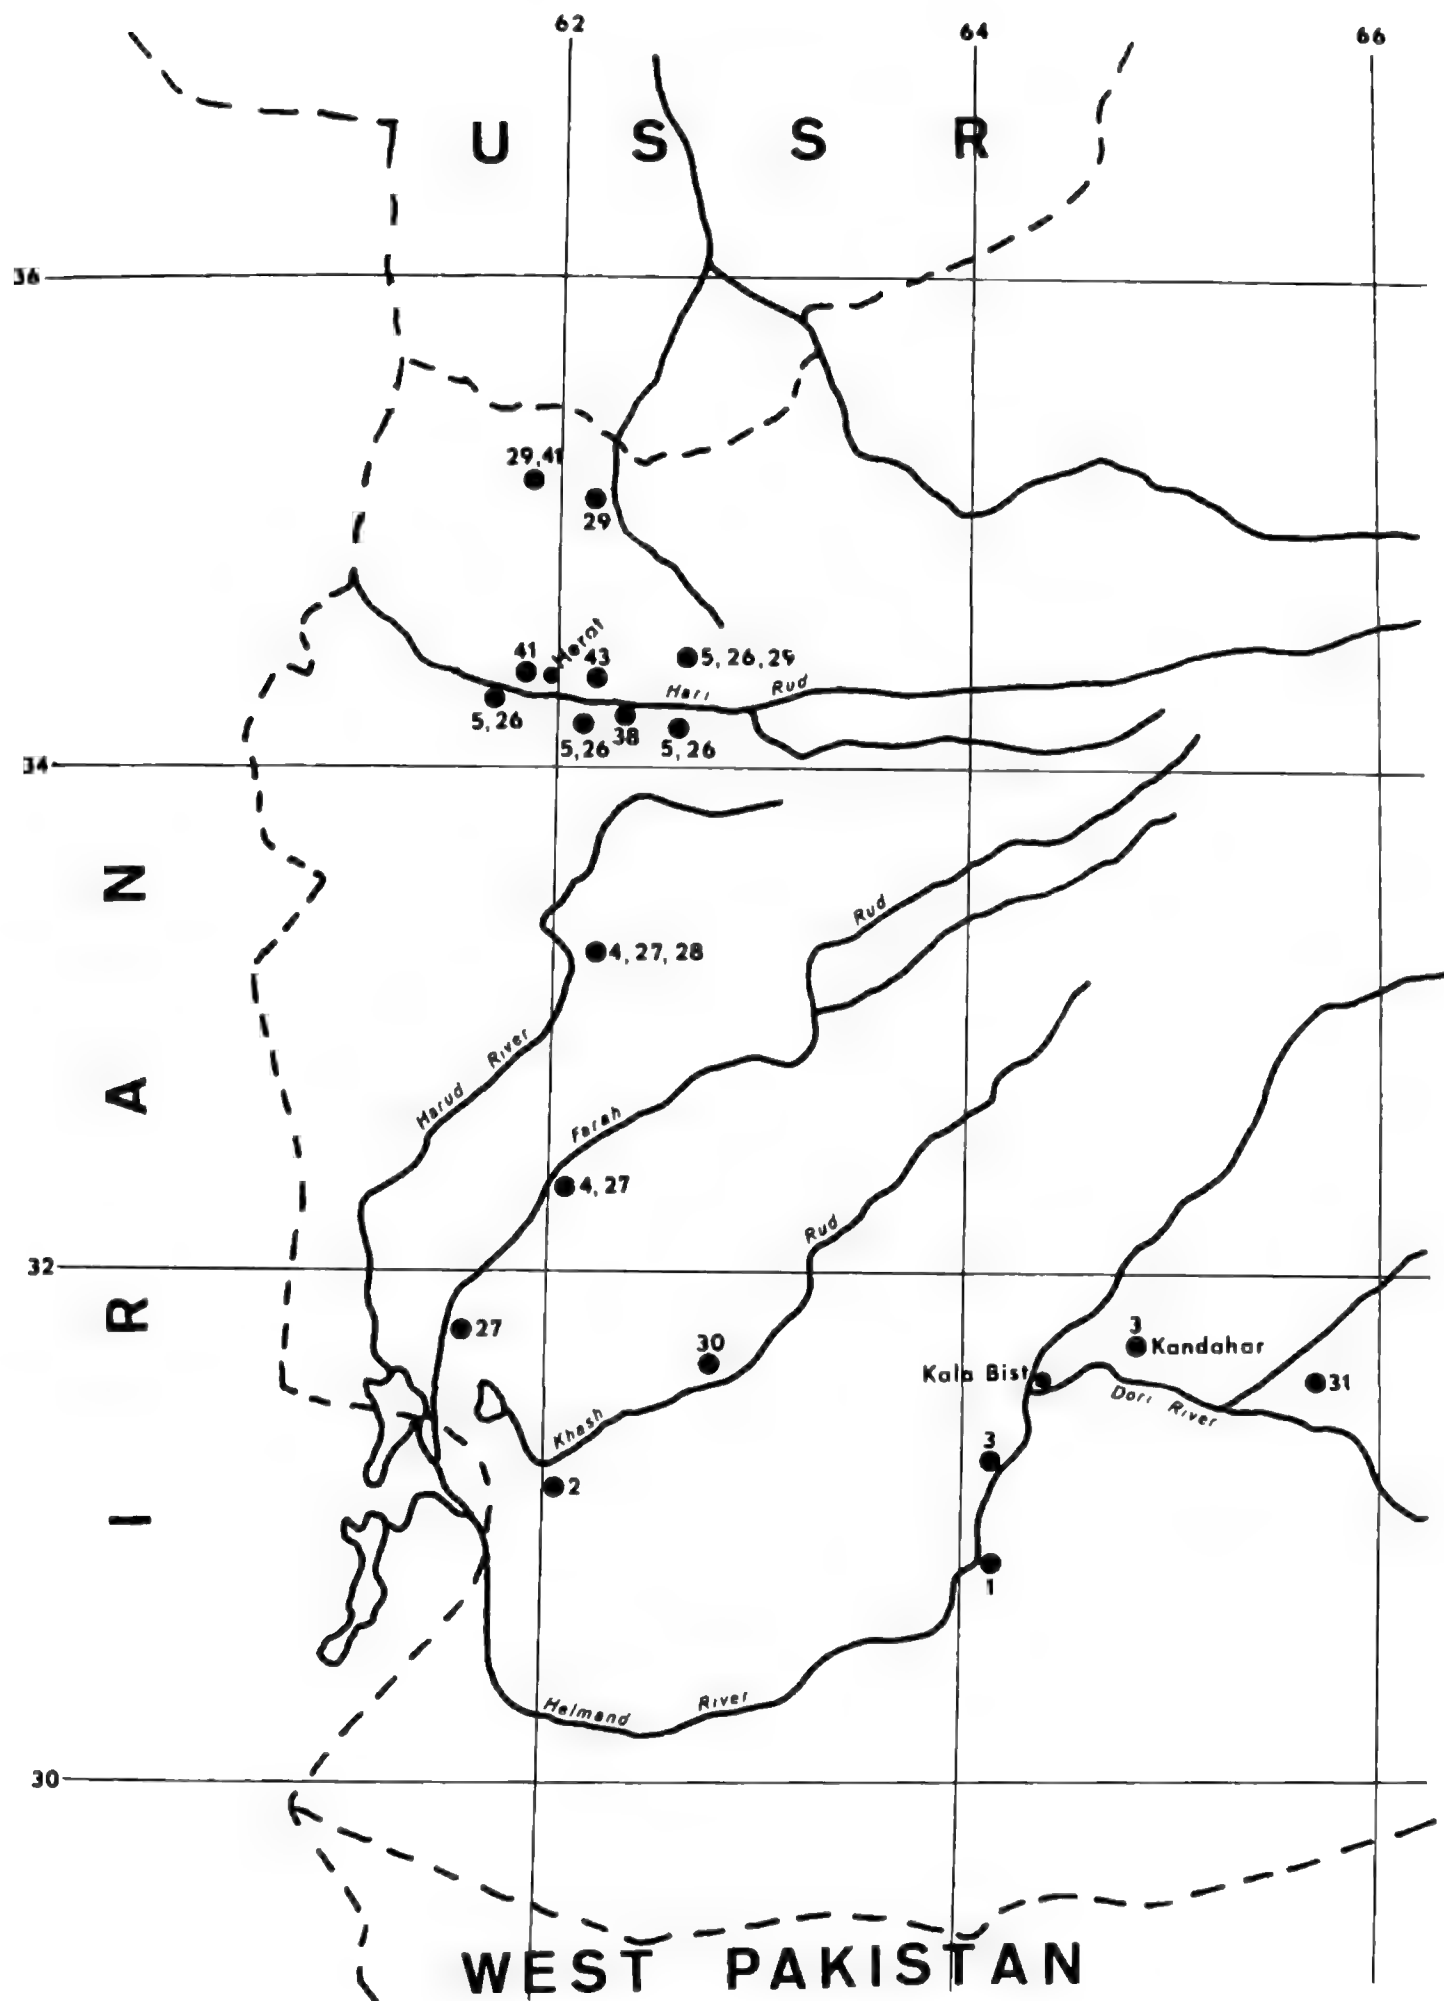 62
64
66
U S S R
36
29,41
29
Herat
41
43
5,26,29
Hari Rud
5,26
5,26
38
5,26
34
IRAN
Rud
4,27,28
Harud River
Farah
4,27
Rud
32
27
30
3
Kandahar
Kala Bist
31
Dori River
Khash
3
2
1
Helmand River
30
WEST PAKISTAN